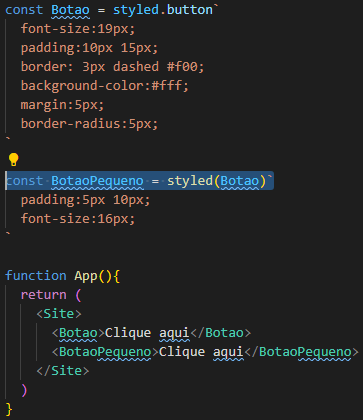 const Botao = styled.button`
  font-size:19px;
  padding:10px 15px;
  border: 3px dashed #f00;
  background-color:#fff;
  margin:5px;
  border-radius:5px;
`
const BotaoPequeno = styled(Botao)`
  padding:5px 10px;
  font-size:16px;
`
function App(){
  return (
    <Site>
      <Botao>Clique aqui</Botao>
      <BotaoPequeno>Clique aqui</BotaoPequeno>
    </Site>
  )
}